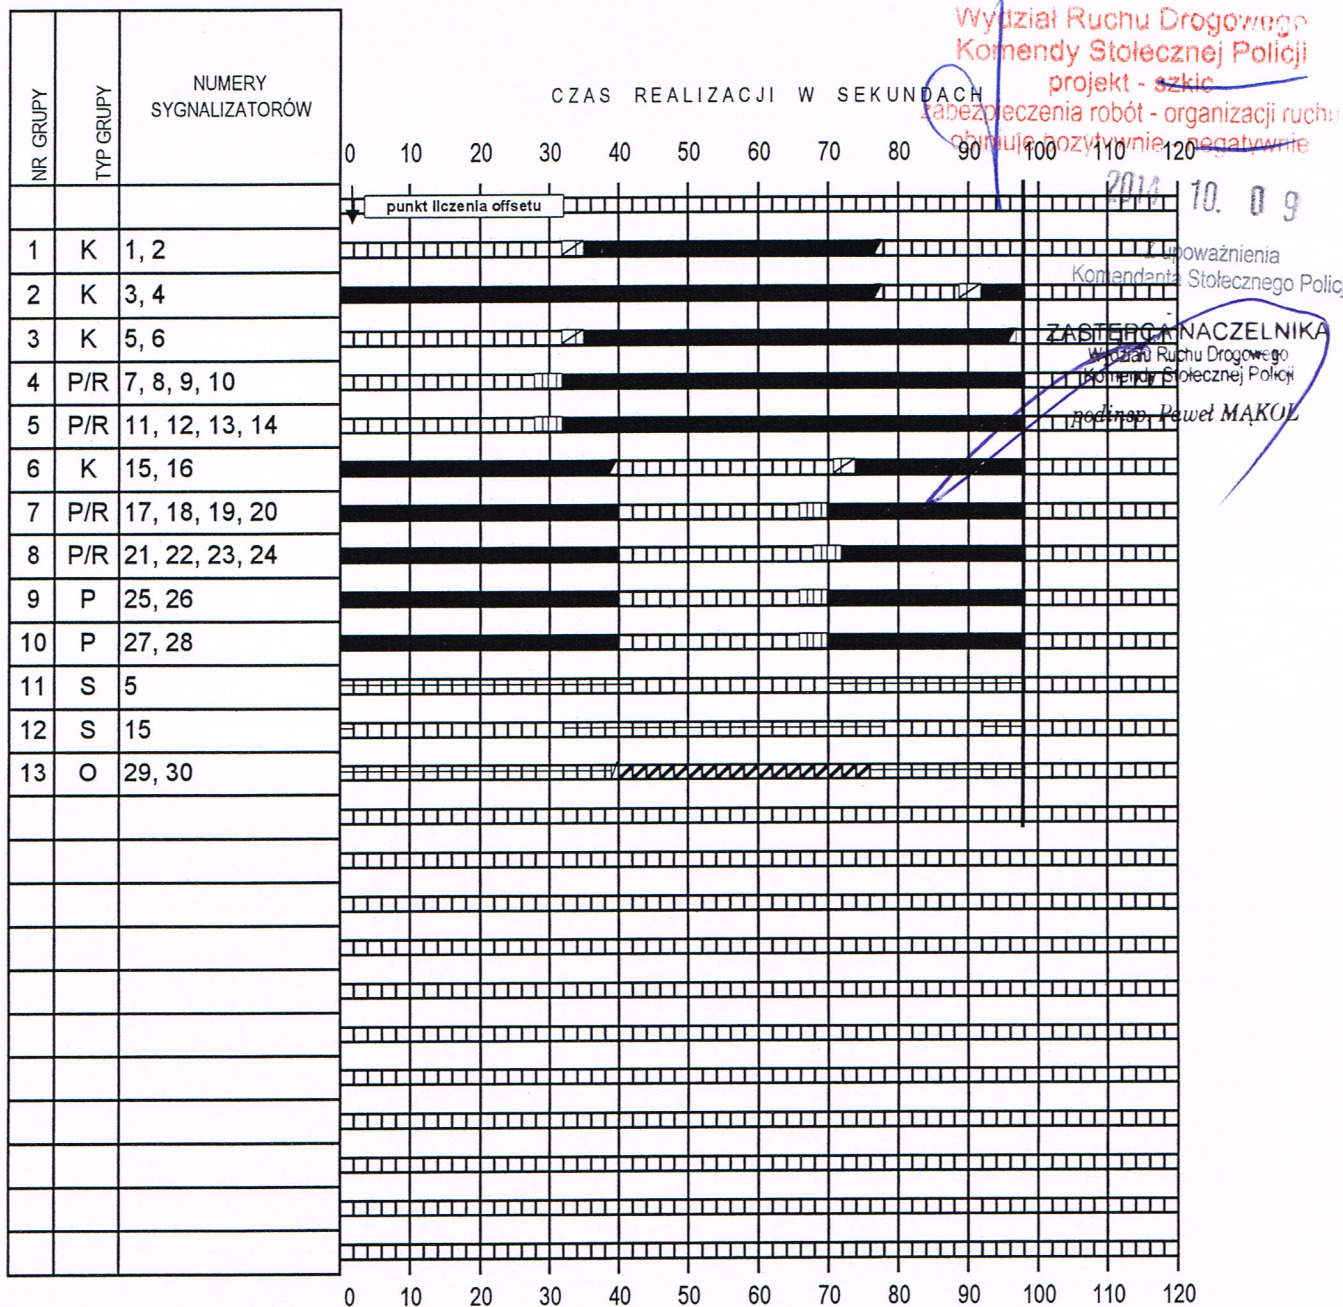 Wydział Ruchu Drogowego
Komendy Stołecznej Policji
projekt - szkic
zabezpieczenia robót - organizacji ruchu
opiniuje pozytywnie - negatywnie
2014 10. 09
Z upoważnienia
Komendanta Stołecznego Policji
ZASTĘPCA NACZELNIKA
Wydziału Ruchu Drogowego
Komendy Stołecznej Policji
podinsp. Paweł MĄKOL
NR GRUPY
TYP GRUPY
NUMERY
SYGNALIZATORÓW
CZAS REALIZACJI W SEKUNDACH
0 10 20 30 40 50 60 70 80 90 100 110 120
punkt liczenia offsetu
1 K 1, 2
2 K 3, 4
3 K 5, 6
4 P/R 7, 8, 9, 10
5 P/R 11, 12, 13, 14
6 K 15, 16
7 P/R 17, 18, 19, 20
8 P/R 21, 22, 23, 24
9 P 25, 26
10 P 27, 28
11 S 5
12 S 15
13 O 29, 30
0 10 20 30 40 50 60 70 80 90 100 110 120